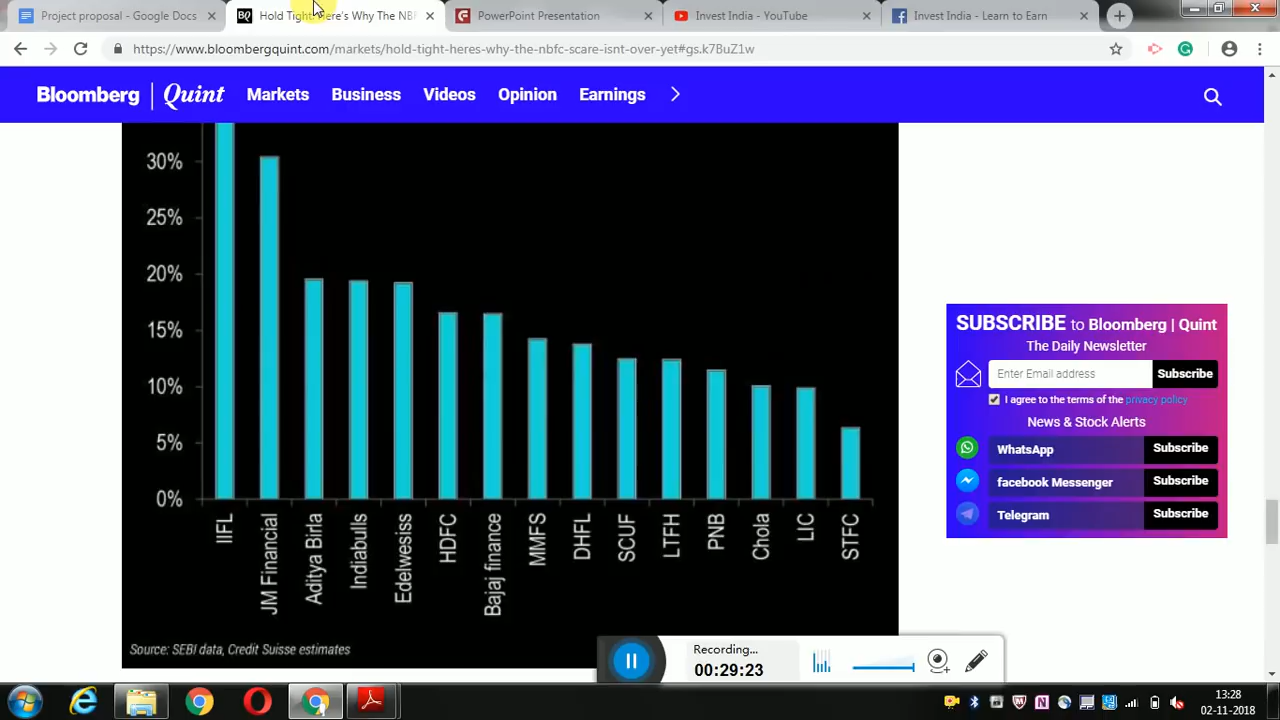 Project proposal - Google Docs
Hold Tight: Here's Why The NBF
PowerPoint Presentation
Invest India - YouTube
Invest India - Learn to Earn
https://www.bloombergquint.com/markets/hold-tight-heres-why-the-nbfc-scare-isnt-over-yet#gs.k7BuZ1w
Bloomberg | Quint
Markets
Business
Videos
Opinion
Earnings
30%
25%
20%
15%
10%
5%
0%
IIFL
JM Financial
Aditya Birla
Indiabulls
Edelwesiss
HDFC
Bajaj finance
MMFS
DHFL
SCUF
LTFH
PNB
Chola
LIC
STFC
Source: SEBI data, Credit Suisse estimates
SUBSCRIBE to Bloomberg | Quint
The Daily Newsletter
Enter Email address
Subscribe
I agree to the terms of the privacy policy
News & Stock Alerts
WhatsApp
Subscribe
facebook Messenger
Subscribe
Telegram
Subscribe
Recording...
00:29:23
13:28
02-11-2018